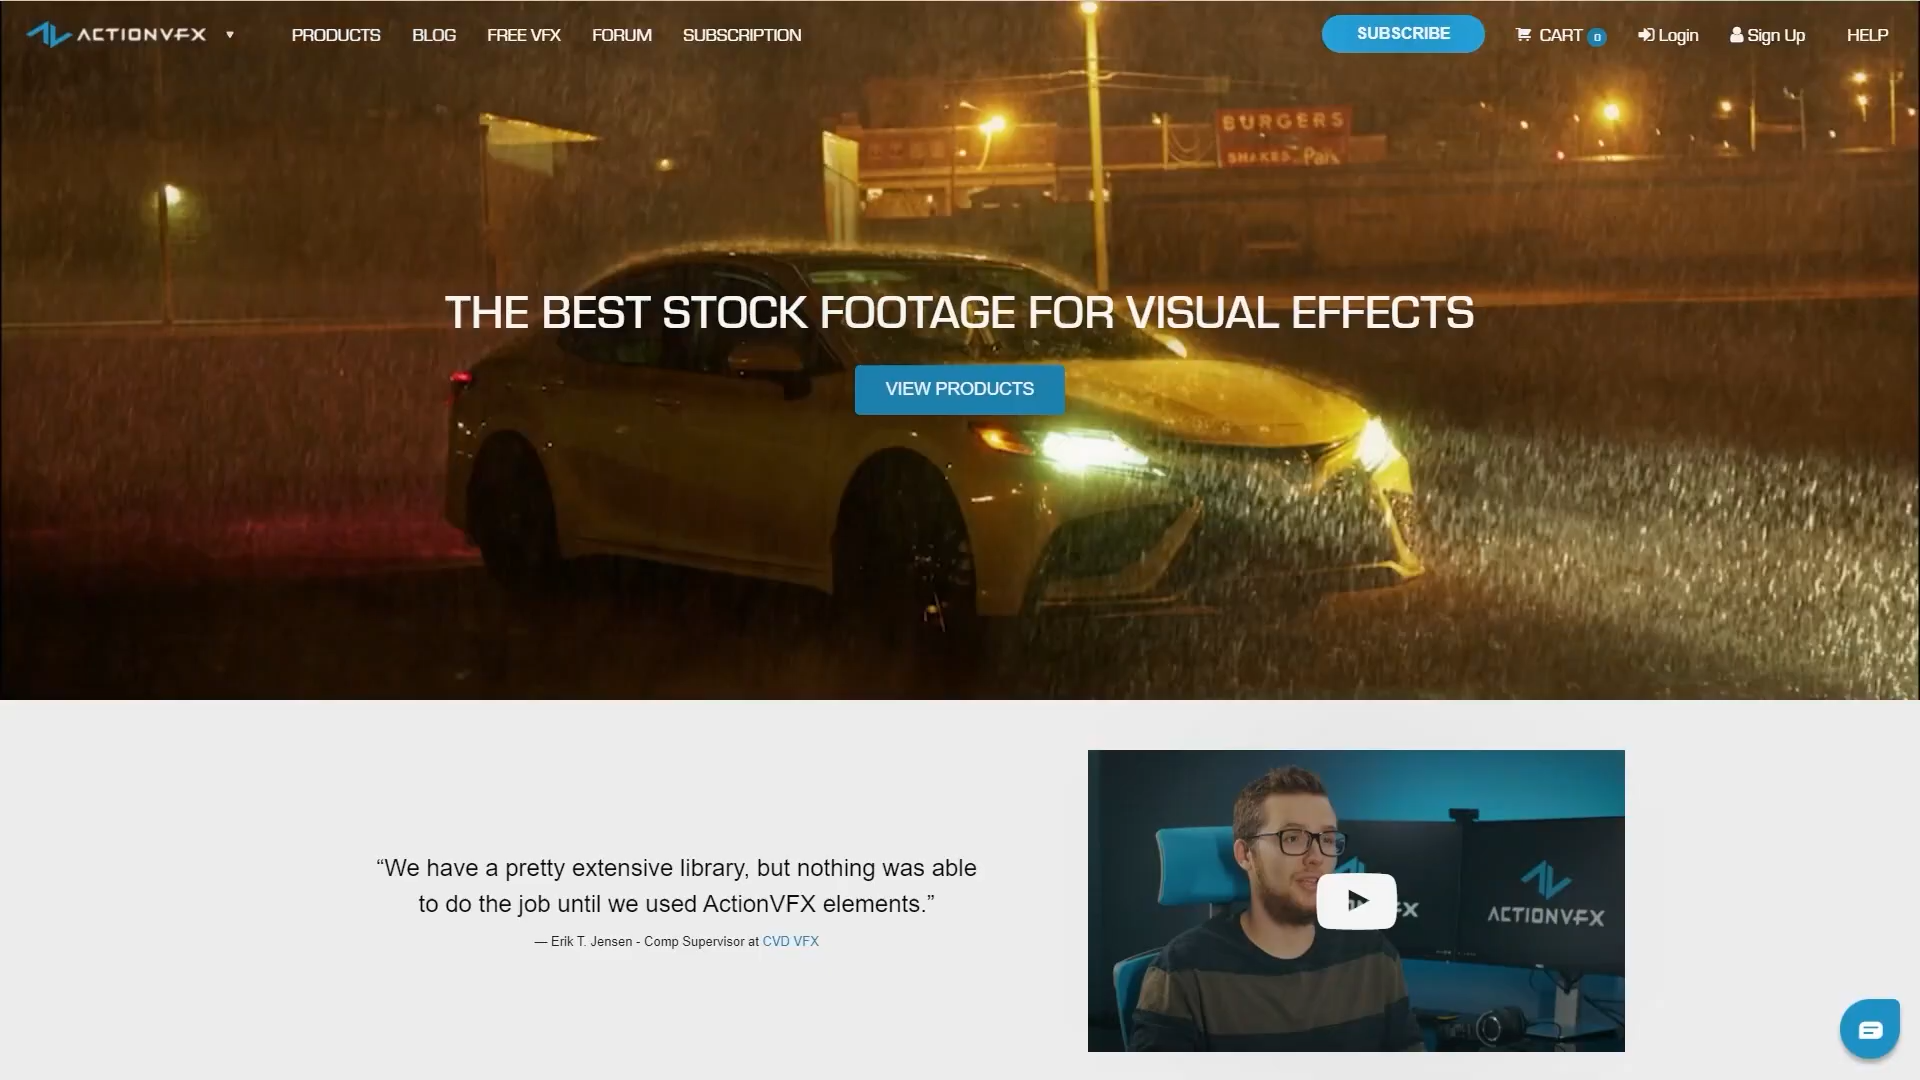 ACTIONVFX
PRODUCTS
BLOG
FREE VFX
FORUM
SUBSCRIPTION
SUBSCRIBE
CART 0
Login
Sign Up
HELP
BURGERS
SHAKES Park
THE BEST STOCK FOOTAGE FOR VISUAL EFFECTS
VIEW PRODUCTS
“We have a pretty extensive library, but nothing was able
to do the job until we used ActionVFX elements.”
— Erik T. Jensen - Comp Supervisor at CVD VFX
ACTIONVFX